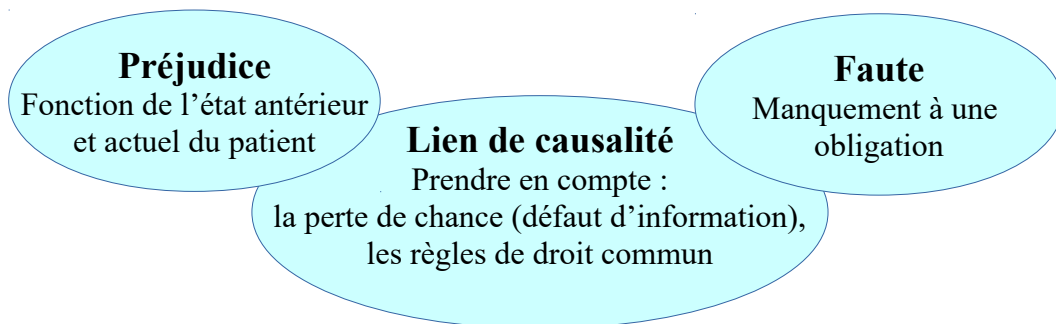 Préjudice
Fonction de l’état antérieur
et actuel du patient
Lien de causalité
Prendre en compte :
la perte de chance (défaut d’information),
les règles de droit commun
Faute
Manquement à une
obligation